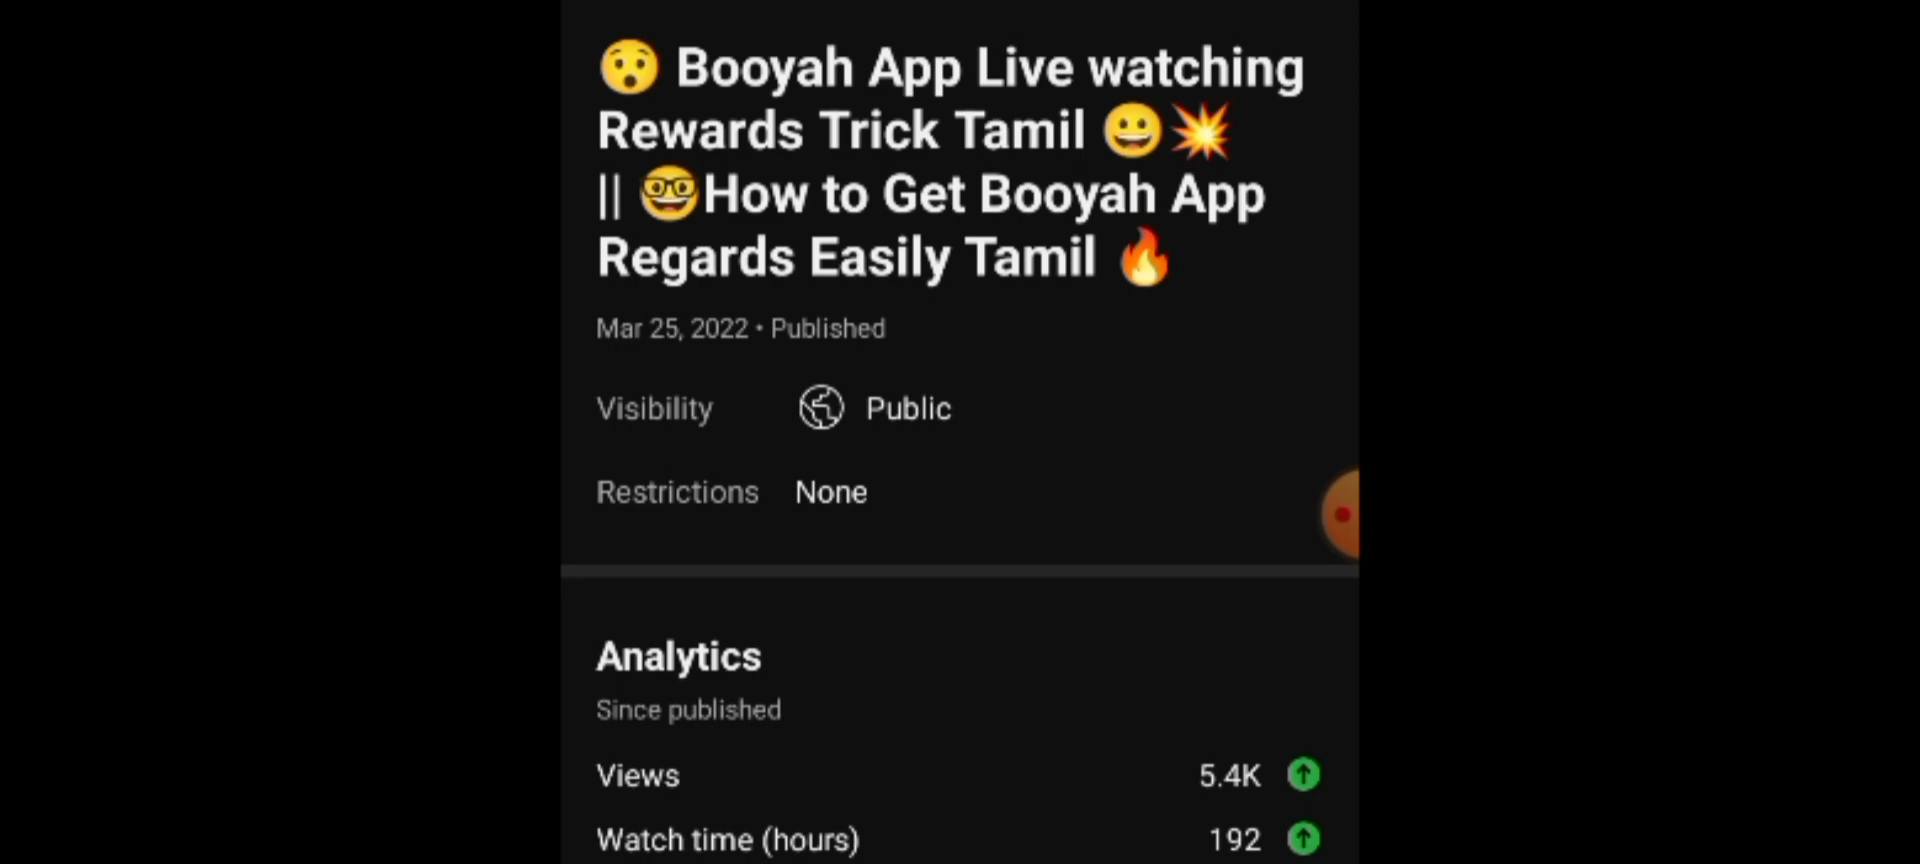 😯 Booyah App Live watching
Rewards Trick Tamil 😀💥
|| 🤓How to Get Booyah App
Regards Easily Tamil 🔥
Mar 25, 2022 • Published
Visibility Public
Restrictions None
Analytics
Since published
Views 5.4K
Watch time (hours) 192